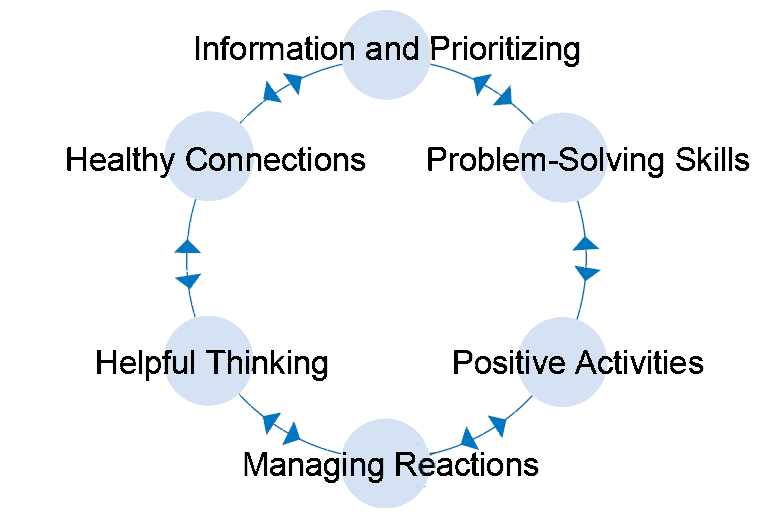 Information and Prioritizing
Healthy Connections
Problem-Solving Skills
Helpful Thinking
Positive Activities
Managing Reactions